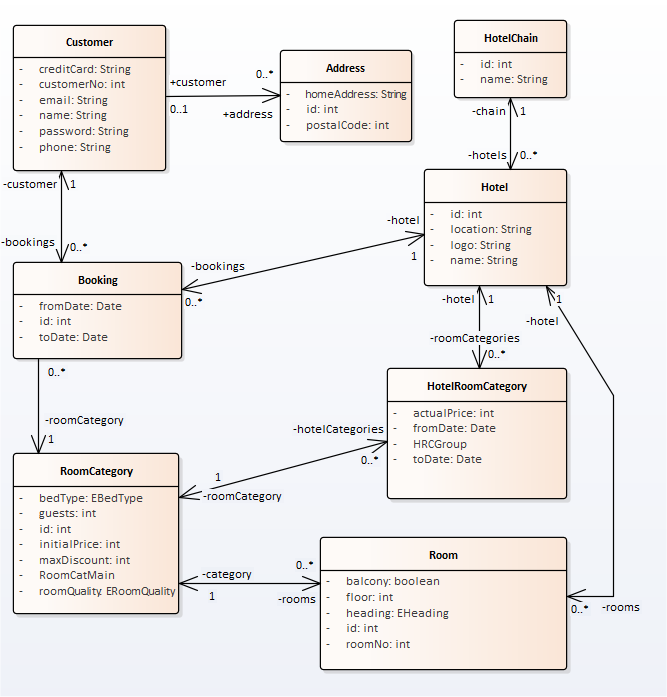 Customer
- creditCard: String
- customerNo: int
- email: String
- name: String
- password: String
- phone: String
+customer
0..1
0..*
+address
Address
- homeAddress: String
- id: int
- postalCode: int
HotelChain
- id: int
- name: String
-chain
1
-hotels
0..*
Hotel
- id: int
- location: String
- logo: String
- name: String
-customer
1
-bookings
0..*
Booking
- fromDate: Date
- id: int
- toDate: Date
-hotel
1
-bookings
0..*
-hotel
1
-roomCategories
0..*
1
-hotel
HotelRoomCategory
- actualPrice: int
- fromDate: Date
- HRCGroup
- toDate: Date
0..*
-roomCategory
1
-hotelCategories
0..*
1
-roomCategory
RoomCategory
- bedType: EBedType
- guests: int
- id: int
- initialPrice: int
- maxDiscount: int
- RoomCatMain
- roomQuality: ERoomQuality
-category
1
0..*
-rooms
Room
- balcony: boolean
- floor: int
- heading: EHeading
- id: int
- roomNo: int
0..*
-rooms